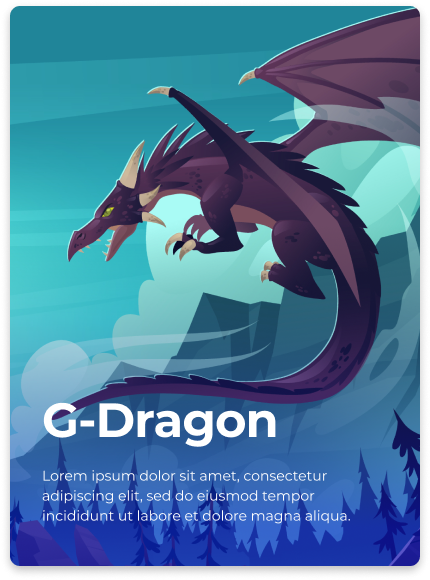 G-Dragon
Lorem ipsum dolor sit amet, consectetur
adipiscing elit, sed do eiusmod tempor
incididunt ut labore et dolore magna aliqua.